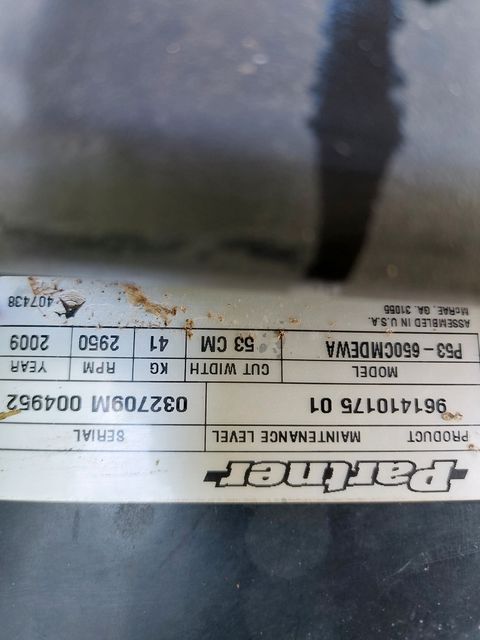 Partner
PRODUCT MAINTENANCE LEVEL SERIAL
961410175 01 032709M 004952
MODEL CUT WIDTH KG RPM YEAR
P53-650CMDEWA 53 CM 41 2950 2009
ASSEMBLED IN U.S.A.
McRAE, GA. 31055
407438